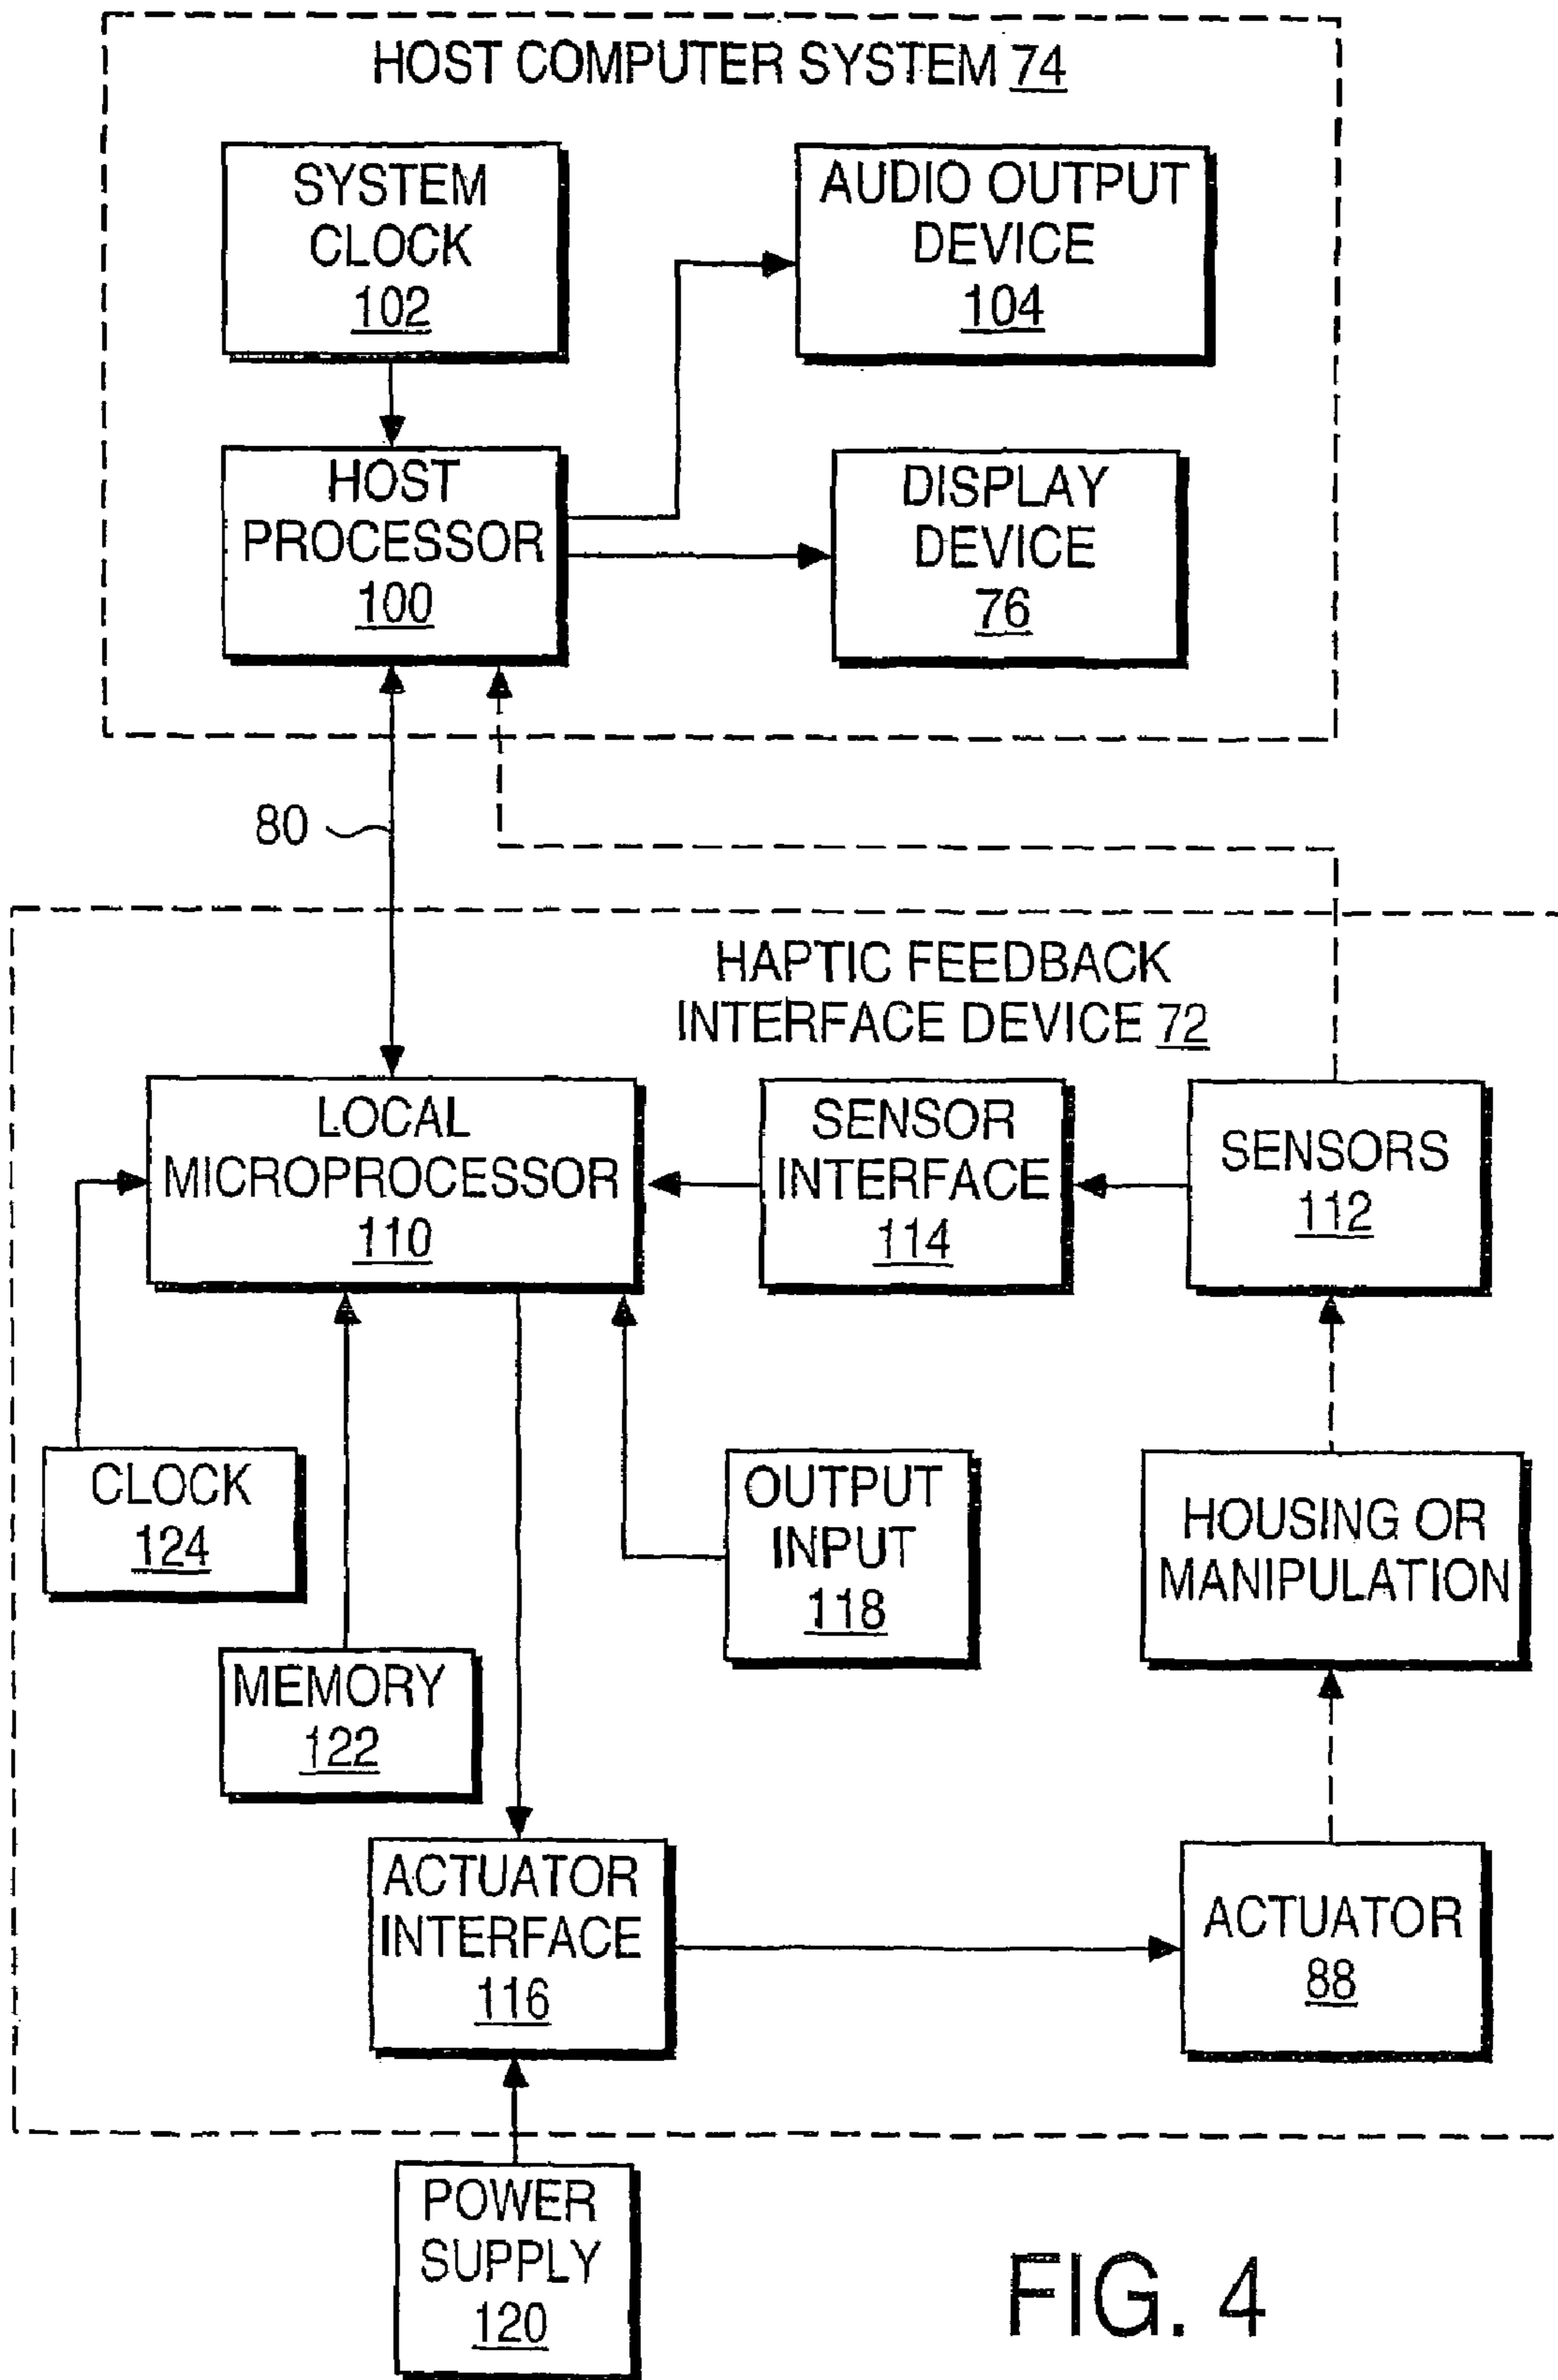 HOST COMPUTER SYSTEM 74
SYSTEM
CLOCK
102
AUDIO OUTPUT
DEVICE
104
HOST
PROCESSOR
100
DISPLAY
DEVICE
76
80
HAPTIC FEEDBACK
INTERFACE DEVICE 72
LOCAL
MICROPROCESSOR
110
SENSOR
INTERFACE
114
SENSORS
112
CLOCK
124
OUTPUT
INPUT
118
HOUSING OR
MANIPULATION
MEMORY
122
ACTUATOR
INTERFACE
116
ACTUATOR
88
POWER
SUPPLY
120
FIG. 4